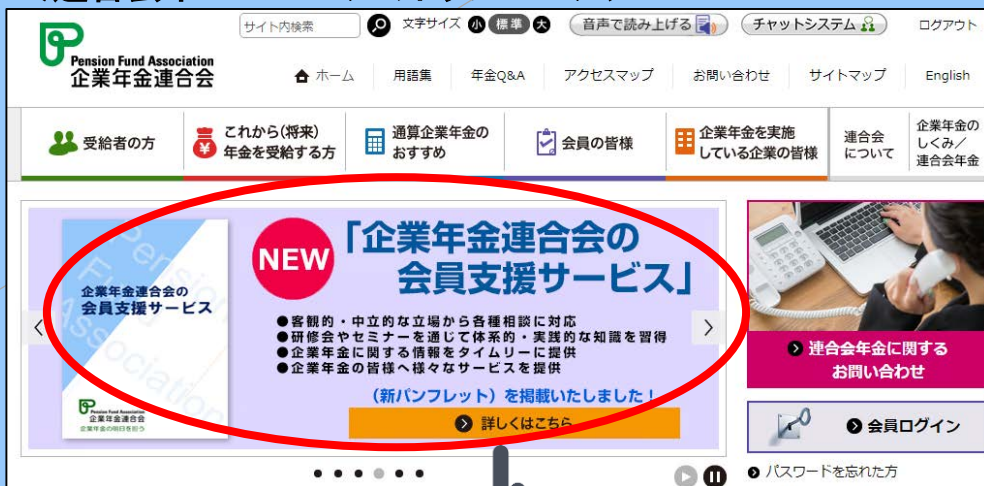 サイト内検索
文字サイズ 小 標準 大
音声で読み上げる
チャットシステム
ログアウト
Pension Fund Association
企業年金連合会
ホーム
用語集
年金Q&A
アクセスマップ
お問い合わせ
サイトマップ
English
受給者の方
これから(将来)
年金を受給する方
通算企業年金の
おすすめ
会員の皆様
企業年金を実施
している企業の皆様
連合会
について
企業年金の
しくみ／
連合会年金
Pension
Fund
Association
企業年金連合会の
会員支援サービス
Pension Fund Association
企業年金連合会
企業年金の明日を担う
NEW
「企業年金連合会の
会員支援サービス」
●客観的・中立的な立場から各種相談に対応
●研修会やセミナーを通じて体系的・実践的な知識を習得
●企業年金に関する情報をタイムリーに提供
●企業年金の皆様へ様々なサービスを提供
（新パンフレット）を掲載いたしました！
詳しくはこちら
連合会年金に関する
お問い合わせ
会員ログイン
パスワードを忘れた方